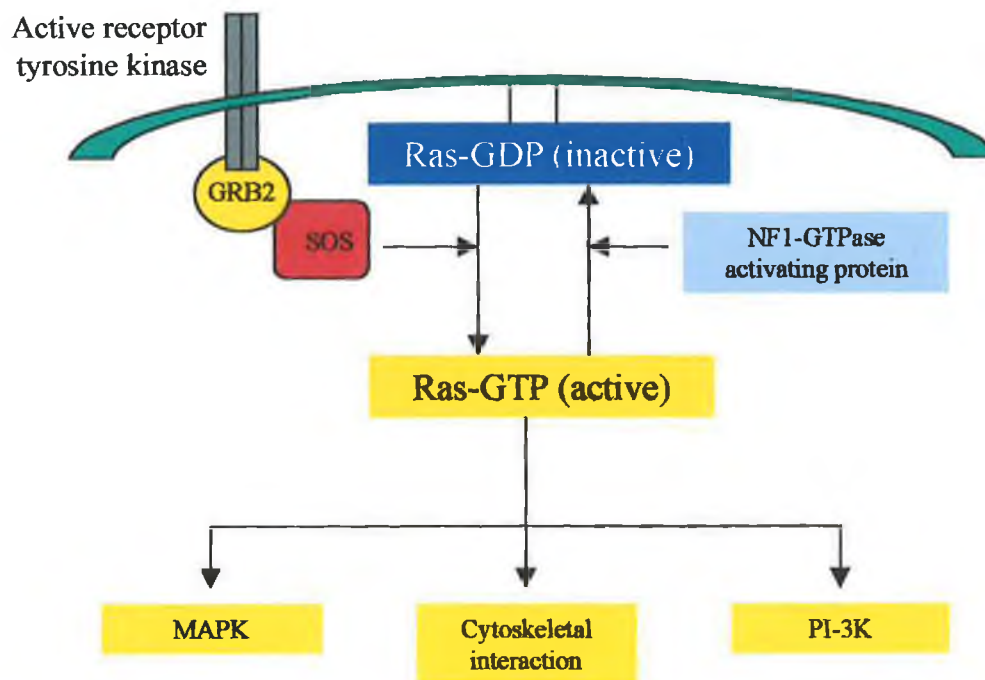 Active receptor
tyrosine kinase
Ras-GDP (inactive)
GRB2
SOS
NF1-GTPase
activating protein
Ras-GTP (active)
MAPK
Cytoskeletal
interaction
PI-3K